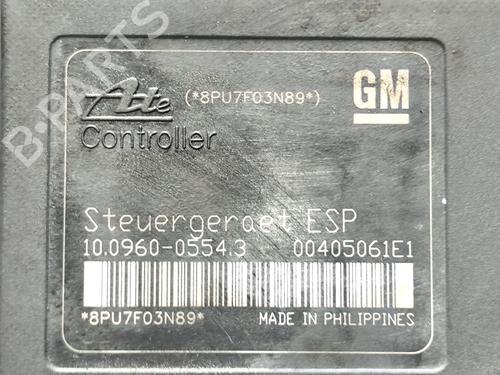 Ate (*8PU7F03N89*) GM
Controller
Steuergeraet ESP
10.0960-0554.3 00405061E1
*8PU7F03N89* MADE IN PHILIPPINES
B-PARTS